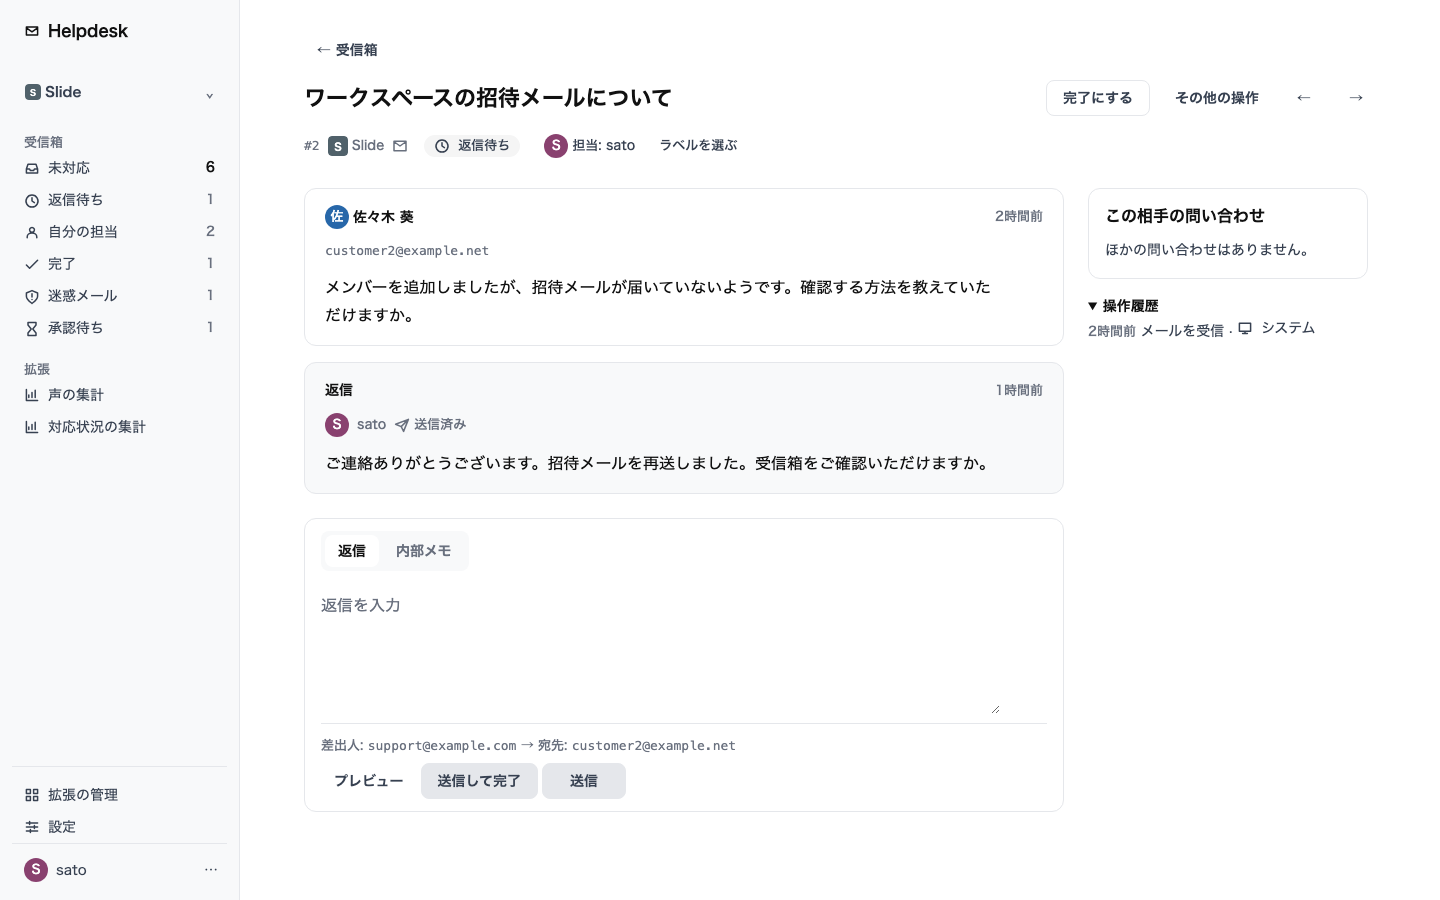 Helpdesk
S Slide
受信箱
未対応 6
返信待ち 1
自分の担当 2
完了 1
迷惑メール 1
承認待ち 1
拡張
声の集計
対応状況の集計
拡張の管理
設定
S sato ...
← 受信箱
ワークスペースの招待メールについて
完了にする その他の操作 ← →
#2 S Slide 返信待ち S 担当: sato ラベルを選ぶ
佐 佐々木 葵 2時間前
customer2@example.net
メンバーを追加しましたが、招待メールが届いていないようです。確認する方法を教えていた
だけますか。
返信 1時間前
S sato 送信済み
ご連絡ありがとうございます。招待メールを再送しました。受信箱をご確認いただけますか。
返信 内部メモ
返信を入力
差出人: support@example.com → 宛先: customer2@example.net
プレビュー 送信して完了 送信
この相手の問い合わせ
ほかの問い合わせはありません。
▼ 操作履歴
2時間前 メールを受信 · システム